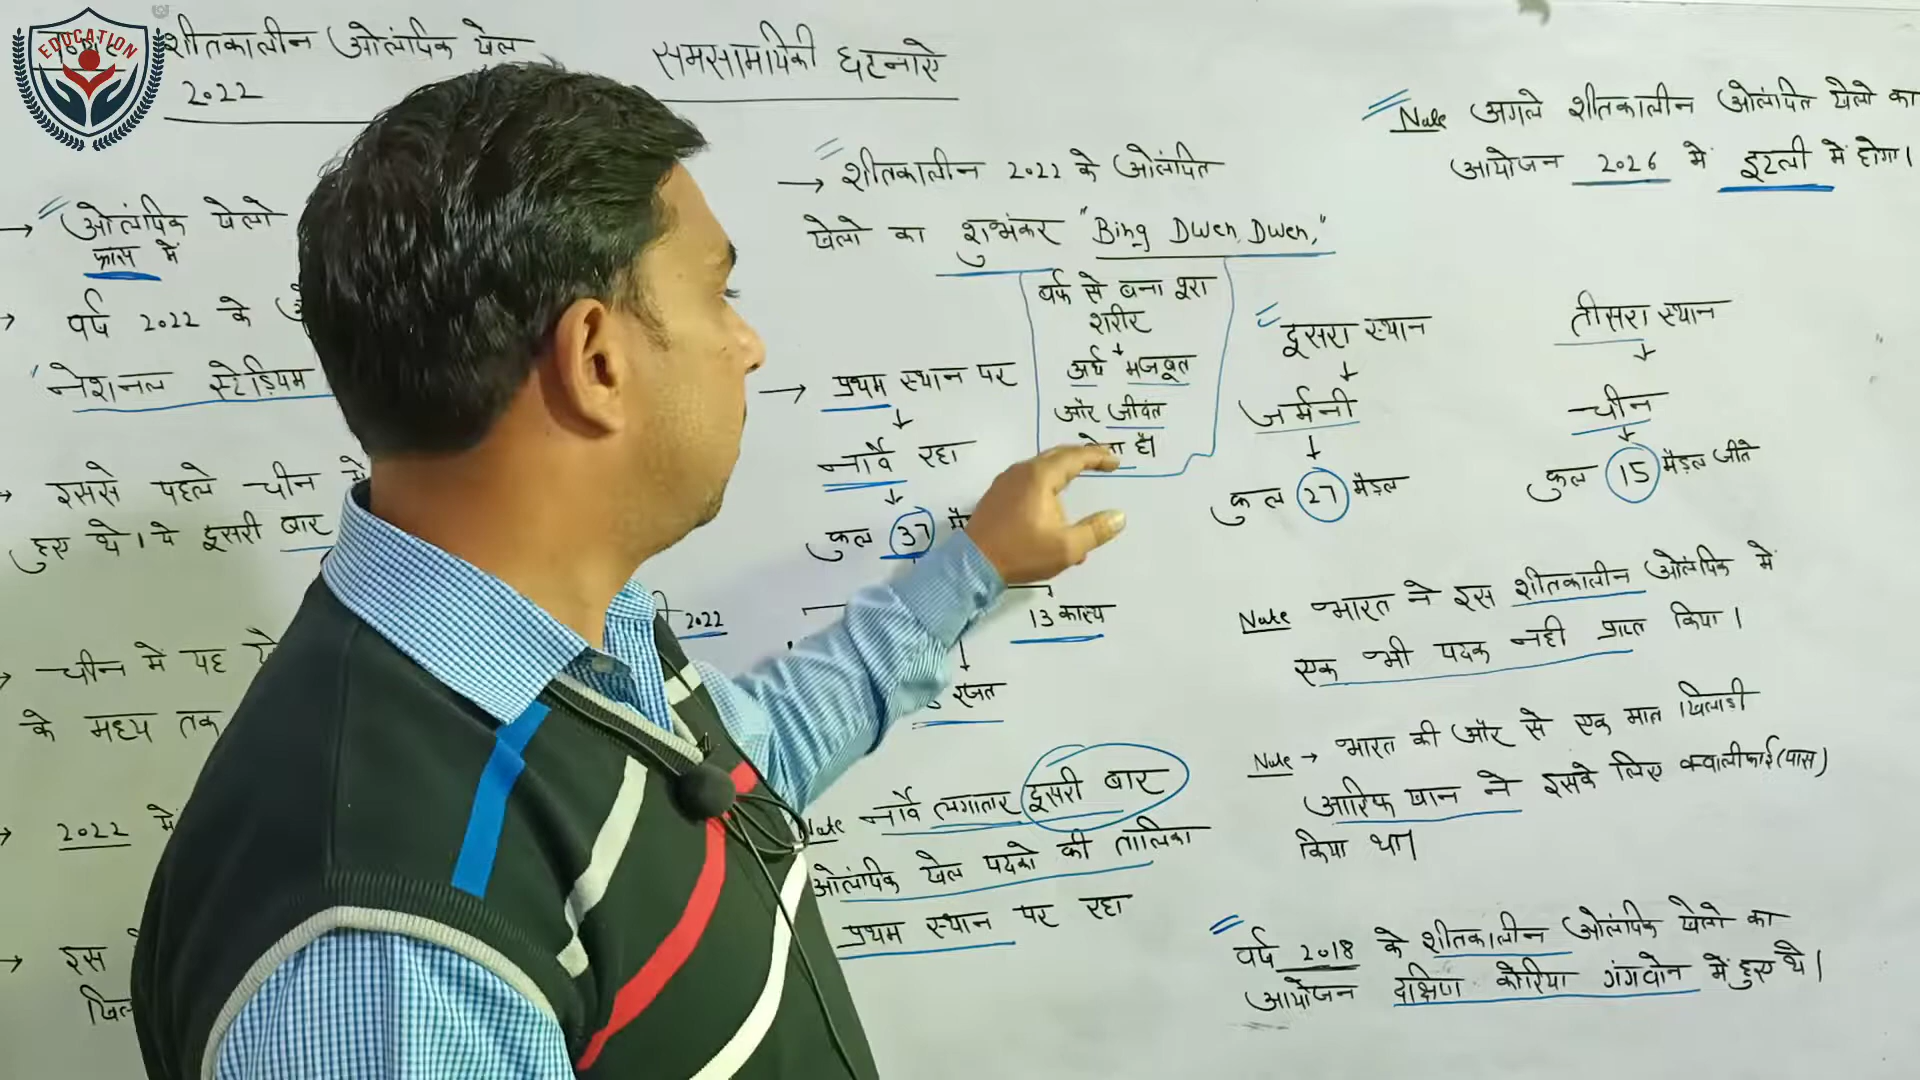 EDUCATION
शीतकालीन ओलंपिक खेल
2022
समसामयिकी घटनाऐ
→ ओलंपिक खेलो
फ्रांस में
→ वर्ष 2022 के
नेशनल स्टेडियम
→ इससे पहले चीन में
हुए थे। ये दूसरी बार
→ चीन में यह
के मध्य तक
→ 2022 में
→ इस
2022
→ शीतकालीन 2022 के ओलंपित
खेलो का शुभंकर "Bing Dwen Dwen,"
बर्फ से बना पूरा
शरीर
अर्थ मजबूत
और जीवंत
होता है।
→ प्रथम स्थान पर
नार्वे रहा
कुल 37
13 कास्य
रजत
Note नार्वे लगातार दूसरी बार
ओलंपिक खेल पदको की तालिका
प्रथम स्थान पर रहा
Note अगले शीतकालीन ओलंपित खेलो का
आयोजन 2026 में इटली में होगा।
दूसरा स्थान
जर्मनी
कुल 27 मैडल
तीसरा स्थान
चीन
कुल 15 मैडल जीते
Note भारत ने इस शीतकालीन ओलंपिक में
एक भी पदक नही प्राप्त किया।
Note → भारत की और से एक मात्र खिलाडी
आरिफ खान ने इसके लिए क्वालीफाई (पास)
किया था।
वर्ष 2018 के शीतकालीन ओलंपिक खेलो का
आयोजन दक्षिण कोरिया गंगवोन में हुए थे।